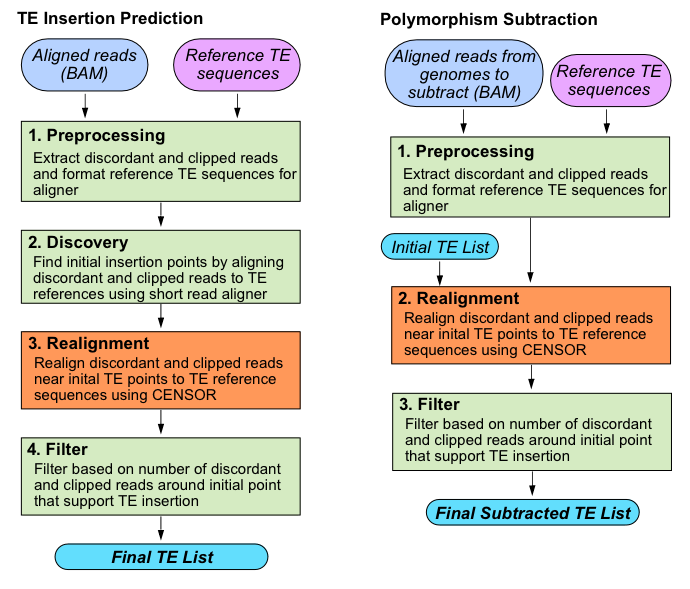 TE Insertion Prediction
Aligned reads
(BAM)
Reference TE
sequences
1. Preprocessing
Extract discordant and clipped reads
and format reference TE sequences for
aligner
2. Discovery
Find initial insertion points by aligning
discordant and clipped reads to TE
references using short read aligner
3. Realignment
Realign discordant and clipped reads
near inital TE points to TE reference
sequences using CENSOR
4. Filter
Filter based on number of discordant
and clipped reads around initial point
that support TE insertion
Final TE List
Polymorphism Subtraction
Aligned reads from
genomes to
subtract (BAM)
Reference TE
sequences
1. Preprocessing
Extract discordant and clipped reads
and format reference TE sequences for
aligner
Initial TE List
2. Realignment
Realign discordant and clipped reads
near inital TE points to TE reference
sequences using CENSOR
3. Filter
Filter based on number of discordant
and clipped reads around initial point
that support TE insertion
Final Subtracted TE List